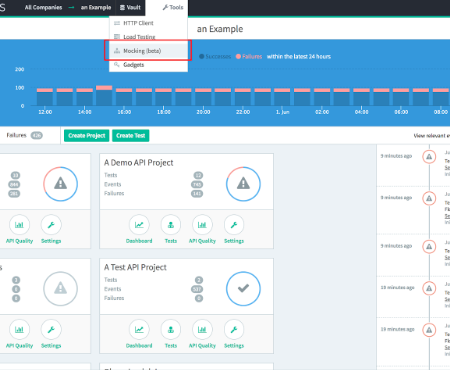 S All Companies → an Example Vault Tools
HTTP Client
Load Testing
Mocking (beta)
Gadgets
an Example
Successes Failures within the latest 24 hours
200
100
0
12:00 14:00 16:00 18:00 20:00 22:00 1. Jun 02:00 04:00 06:00 08:00
Failures Create Project Create Test View relevant e
A Demo API Project
Tests
Events
Failures
API Quality Settings Dashboard Tests API Quality Settings
A Test API Project
Tests
Events
Failures
API Quality Settings Dashboard Tests API Quality Settings
9 minutes ago
9 minutes ago
9 minutes ago
10 minutes ago
10 minutes ago